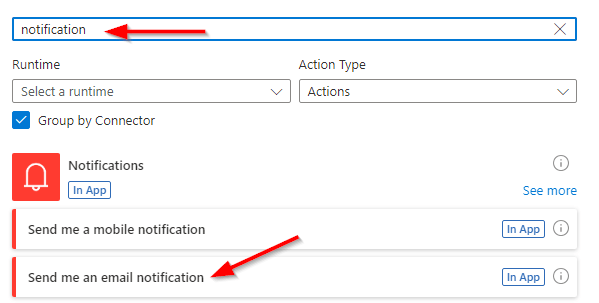 notification
Runtime
Action Type
Select a runtime
Actions
Group by Connector
Notifications
In App
See more
Send me a mobile notification
In App
Send me an email notification
In App